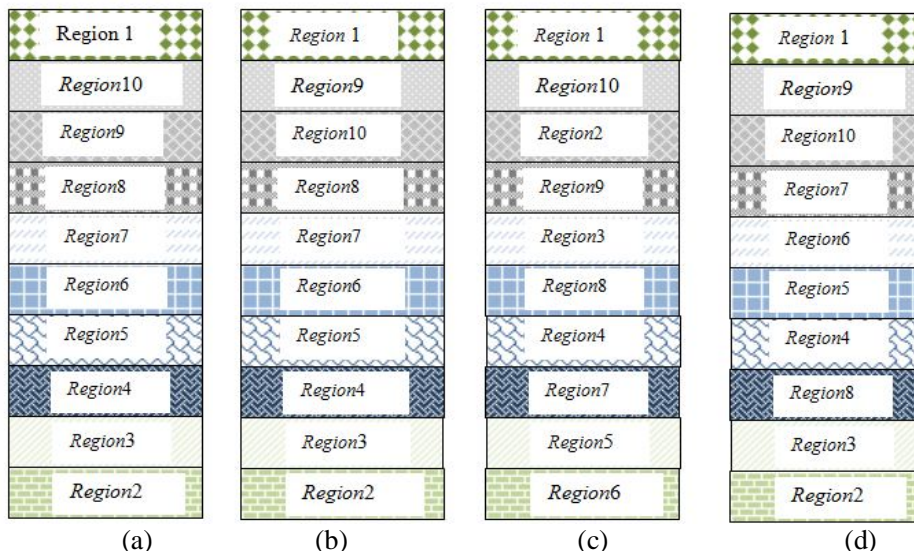 Region 1
Region10
Region9
Region8
Region7
Region6
Region5
Region4
Region3
Region2
(a)
Region 1
Region9
Region10
Region8
Region7
Region6
Region5
Region4
Region3
Region2
(b)
Region 1
Region10
Region2
Region9
Region3
Region8
Region4
Region7
Region5
Region6
(c)
Region 1
Region9
Region10
Region7
Region6
Region5
Region4
Region8
Region3
Region2
(d)